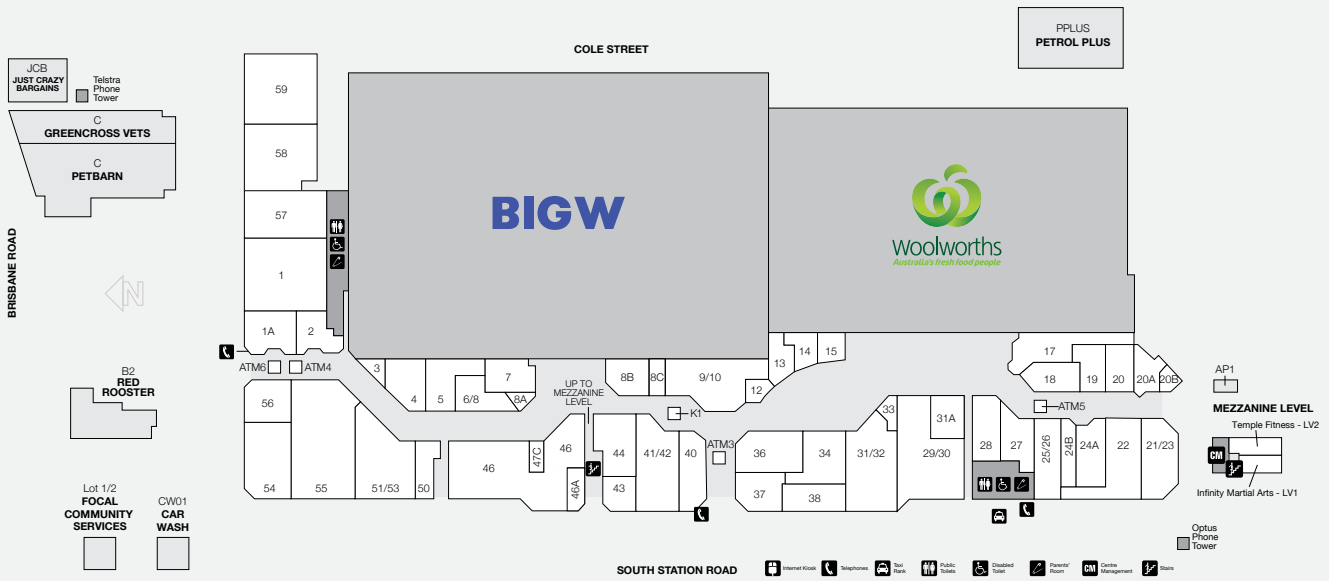 COLE STREET
PPLUS
PETROL PLUS
JCB
JUST CRAZY
BARGAINS
Telstra
Phone
Tower
C
GREENCROSS VETS
C
PETBARN
BRISBANE ROAD
N
59
58
57
1
1A
2
BIGW
Woolworths
Australia's fresh food people
ATM6
ATM4
3
4
5
6/8
7
8A
UP TO
MEZZANINE
LEVEL
8B
8C
9/10
12
13
14
15
K1
17
18
19
20
20A
20B
ATM5
AP1
B2
RED
ROOSTER
56
54
55
51/53
50
46
47C
46
46A
44
43
41/42
40
ATM3
36
37
34
38
31/32
33
31A
29/30
28
27
25/26
24B
24A
22
21/23
MEZZANINE LEVEL
Temple Fitness - LV2
CM
Infinity Martial Arts - LV1
Lot 1/2
FOCAL
COMMUNITY
SERVICES
CW01
CAR
WASH
Optus
Phone
Tower
SOUTH STATION ROAD
Internet Kiosk
Telephones
Taxi
Rank
Public
Toilets
Disabled
Toilet
Parents'
Room
CM
Centre
Management
Stairs